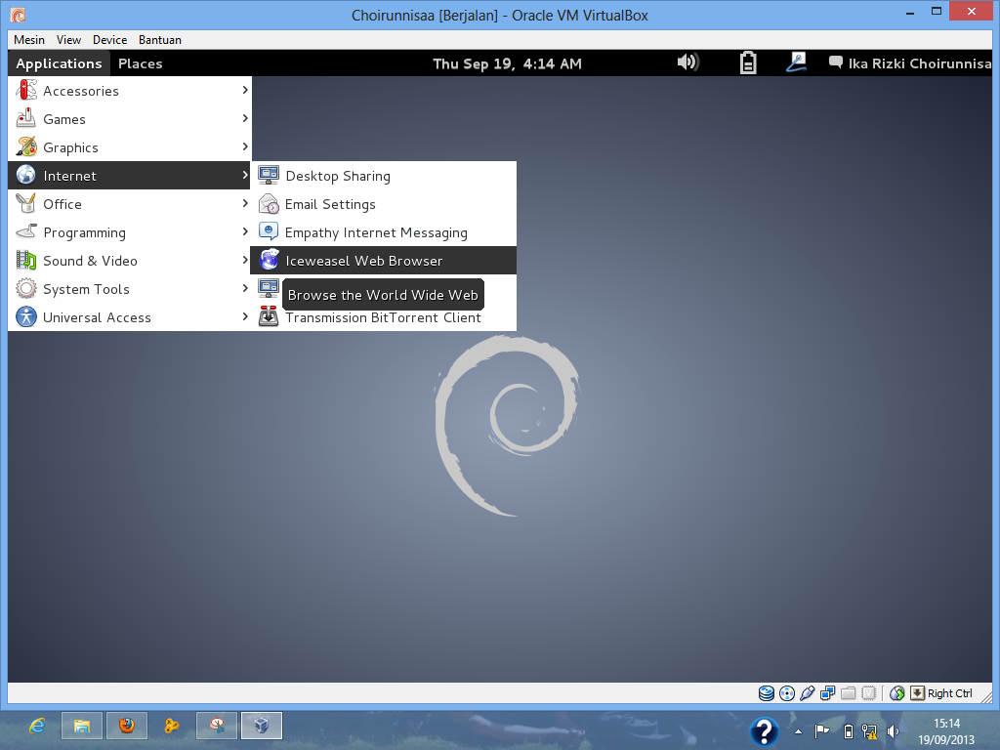 Choirunnisaa [Berjalan] - Oracle VM VirtualBox
Mesin View Device Bantuan
Applications Places Thu Sep 19, 4:14 AM Ika Rizki Choirunnisa
Accessories
Games
Graphics
Internet
Office
Programming
Sound & Video
System Tools
Universal Access
Desktop Sharing
Email Settings
Empathy Internet Messaging
Iceweasel Web Browser
Browse the World Wide Web
Transmission BitTorrent Client
Right Ctrl
15:14
19/09/2013